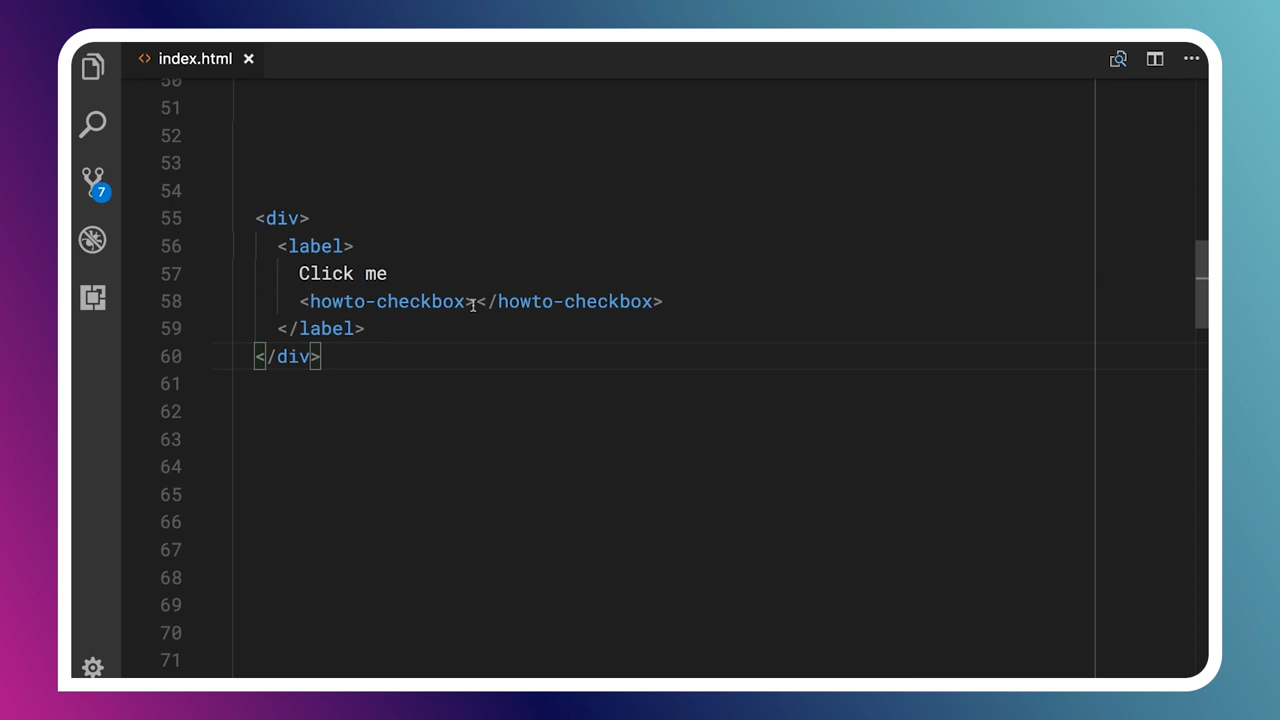 <> index.html ×
50
51
52
53
54
55 <div>
56 <label>
57 Click me
58 <howto-checkbox></howto-checkbox>
59 </label>
60 </div>
61
62
63
64
65
66
67
68
69
70
71
7